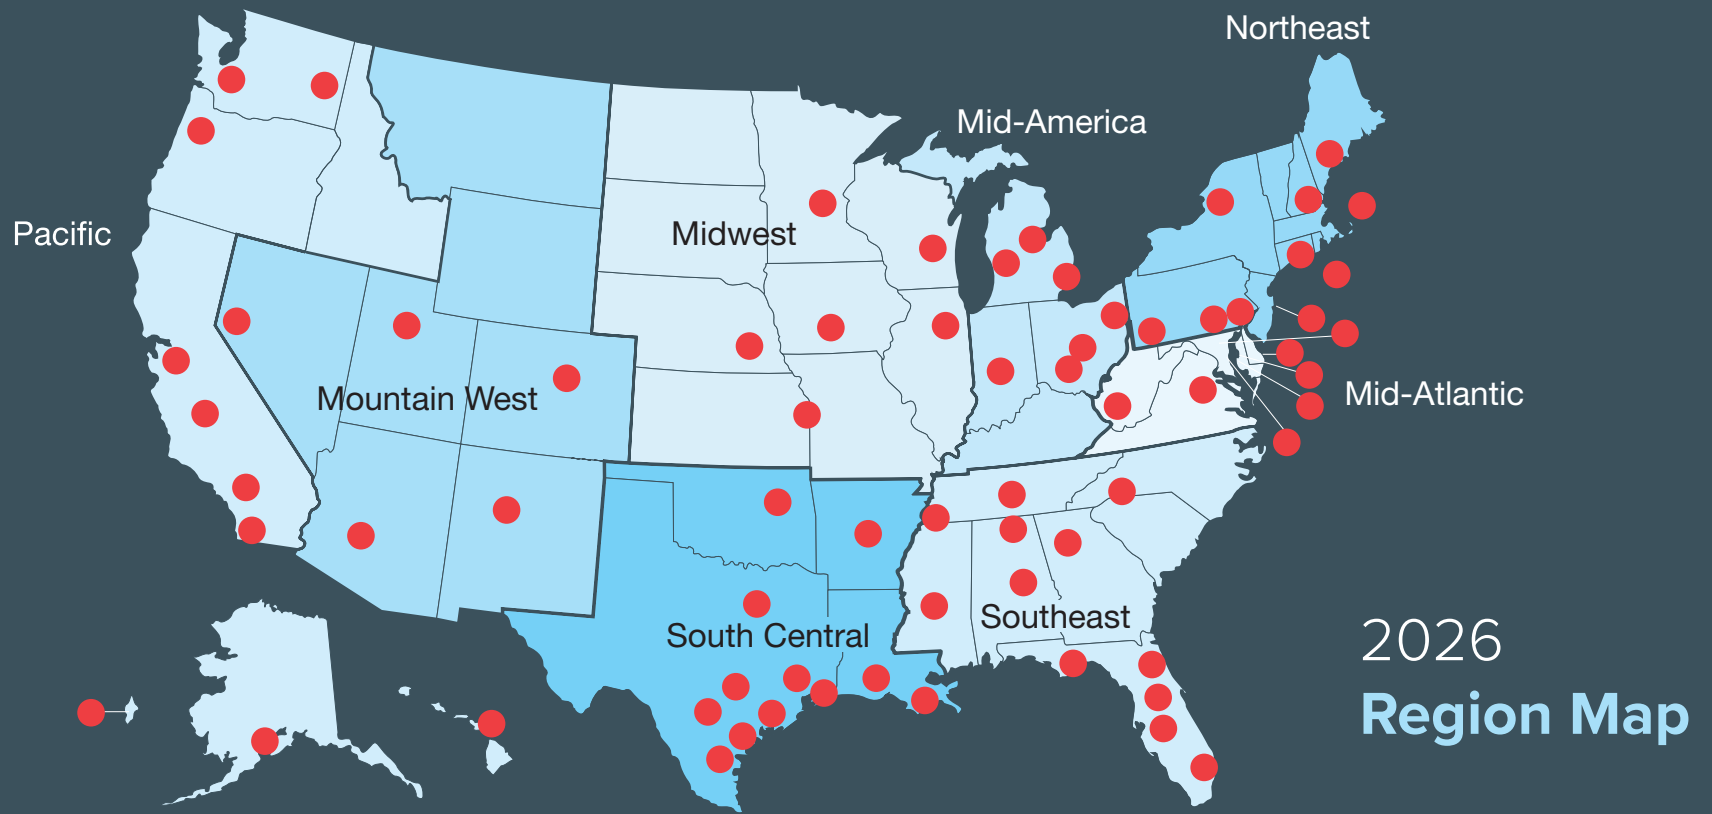 Northeast
Mid-America
Pacific
Midwest
Mountain West
Mid-Atlantic
Southeast
South Central
2026
Region Map